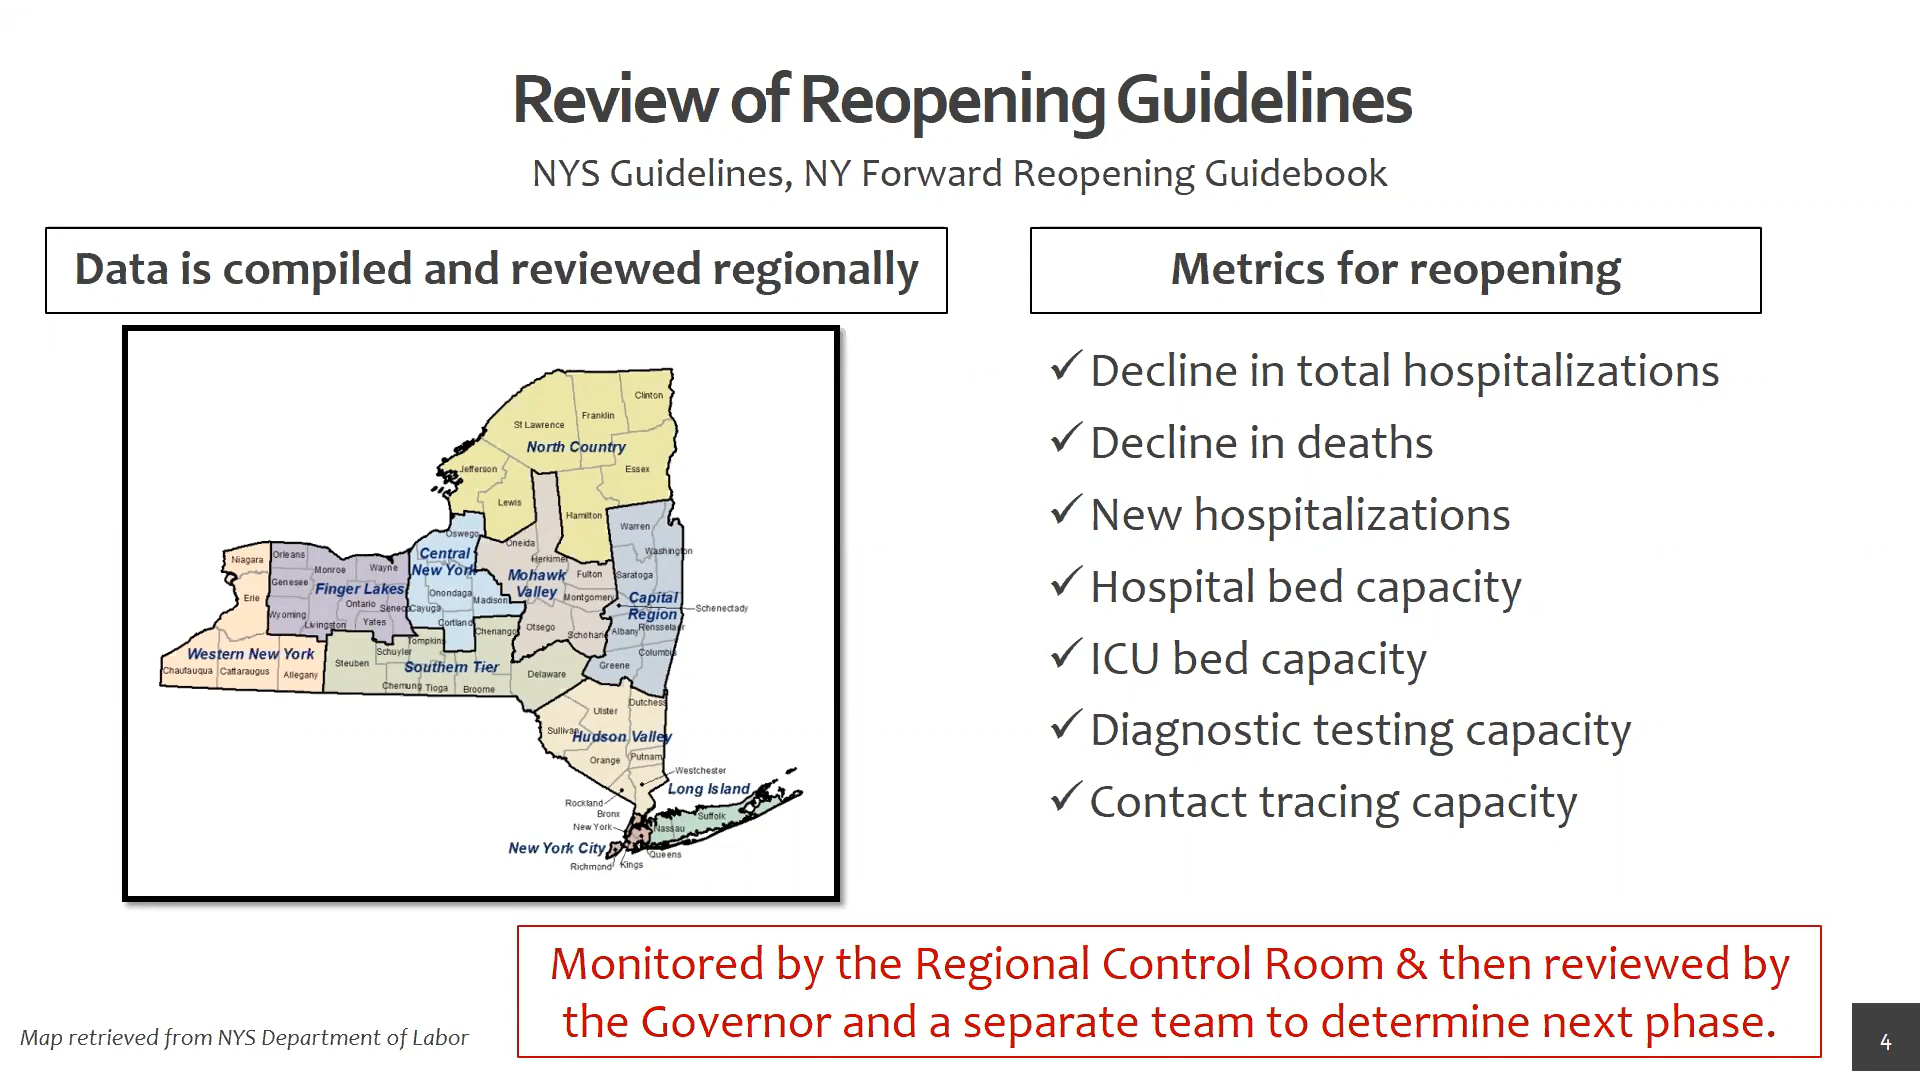 Review of Reopening Guidelines
NYS Guidelines, NY Forward Reopening Guidebook
Data is compiled and reviewed regionally
Clinton
Franklin
St Lawrence
North Country
Jefferson
Essex
Lewis
Hamilton
Warren
Oswego
Washington
Oneida
Herkimer
Central
New York
Orleans
Niagara
Monroe
Wayne
Genesee
Finger Lakes
Mohawk
Valley
Fulton
Saratoga
Erie
Ontario
Seneca
Cayuga
Onondaga
Madison
Montgomery
Capital
Region
Schenectady
Wyoming
Livingston
Yates
Cortland
Chenango
Otsego
Schoharie
Albany
Rensselaer
Tompkins
Schuyler
Columbia
Western New York
Steuben
Southern Tier
Greene
Chautauqua
Cattaraugus
Allegany
Delaware
Chemung
Tioga
Broome
Dutchess
Ulster
Sullivan
Hudson Valley
Orange
Putnam
Westchester
Long Island
Rockland
Bronx
Suffolk
New York
Nassau
New York City
Queens
Richmond
Kings
Metrics for reopening
✓ Decline in total hospitalizations
✓ Decline in deaths
✓ New hospitalizations
✓ Hospital bed capacity
✓ ICU bed capacity
✓ Diagnostic testing capacity
✓ Contact tracing capacity
Monitored by the Regional Control Room & then reviewed by
the Governor and a separate team to determine next phase.
Map retrieved from NYS Department of Labor
4